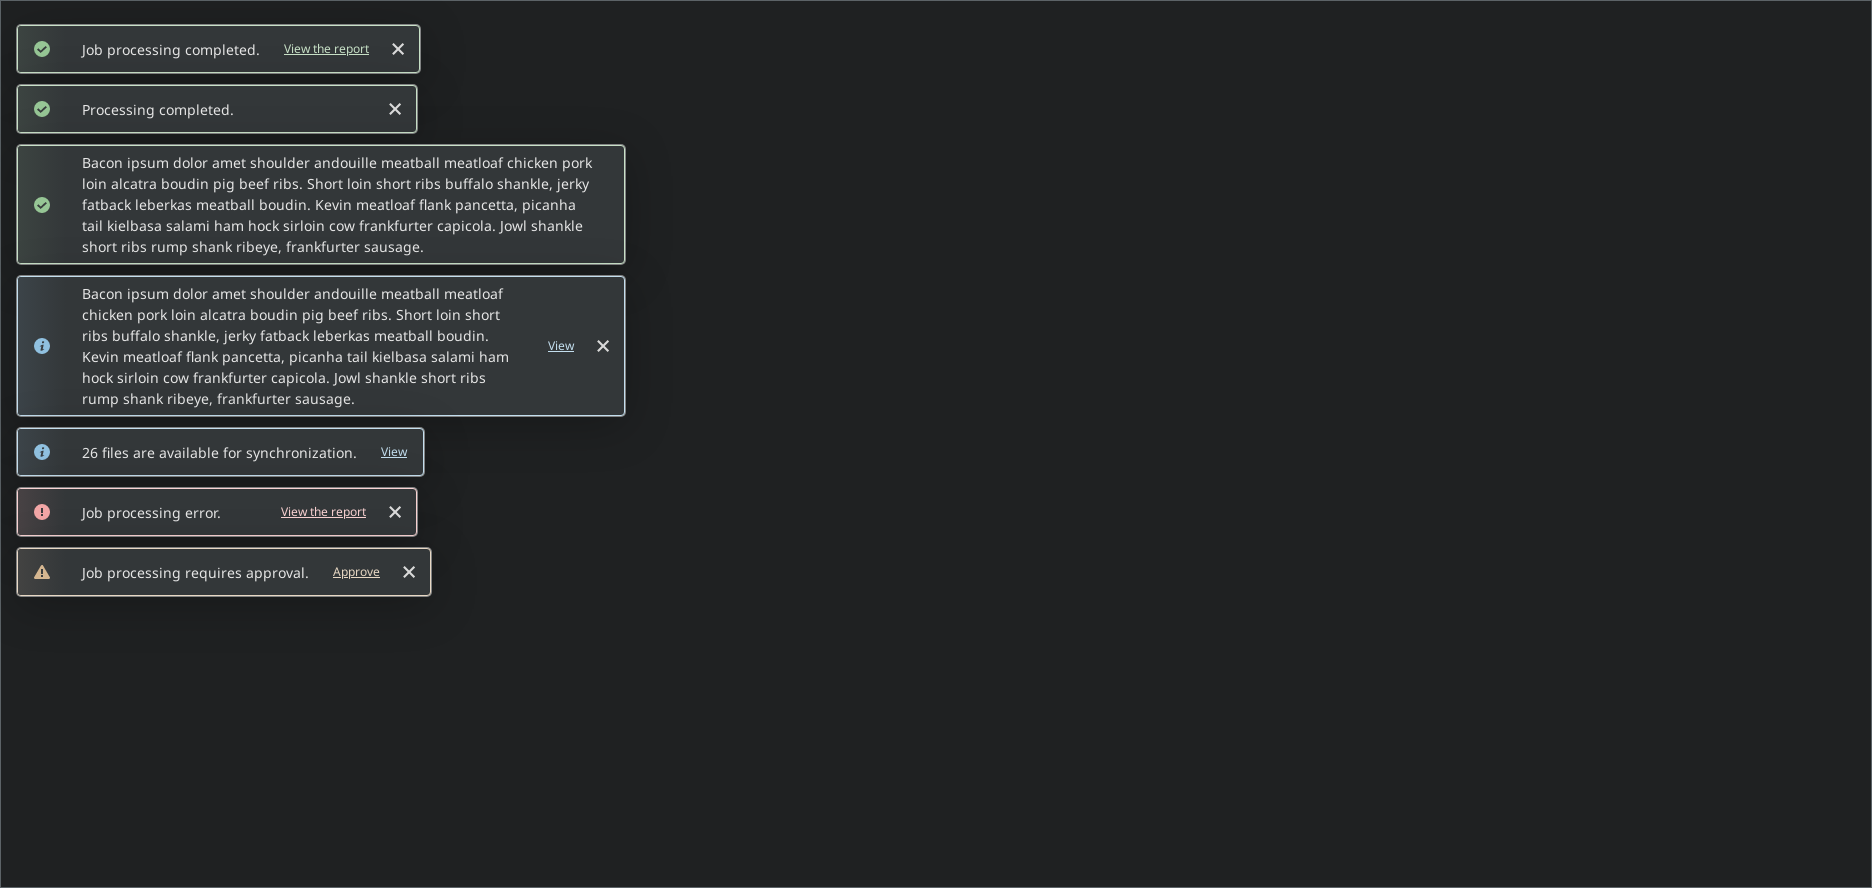 Job processing completed. View the report
Processing completed.
Bacon ipsum dolor amet shoulder andouille meatball meatloaf chicken pork
loin alcatra boudin pig beef ribs. Short loin short ribs buffalo shankle, jerky
fatback leberkas meatball boudin. Kevin meatloaf flank pancetta, picanha
tail kielbasa salami ham hock sirloin cow frankfurter capicola. Jowl shankle
short ribs rump shank ribeye, frankfurter sausage.
Bacon ipsum dolor amet shoulder andouille meatball meatloaf
chicken pork loin alcatra boudin pig beef ribs. Short loin short
ribs buffalo shankle, jerky fatback leberkas meatball boudin.
Kevin meatloaf flank pancetta, picanha tail kielbasa salami ham
hock sirloin cow frankfurter capicola. Jowl shankle short ribs
rump shank ribeye, frankfurter sausage.
View
26 files are available for synchronization. View
Job processing error. View the report
Job processing requires approval. Approve